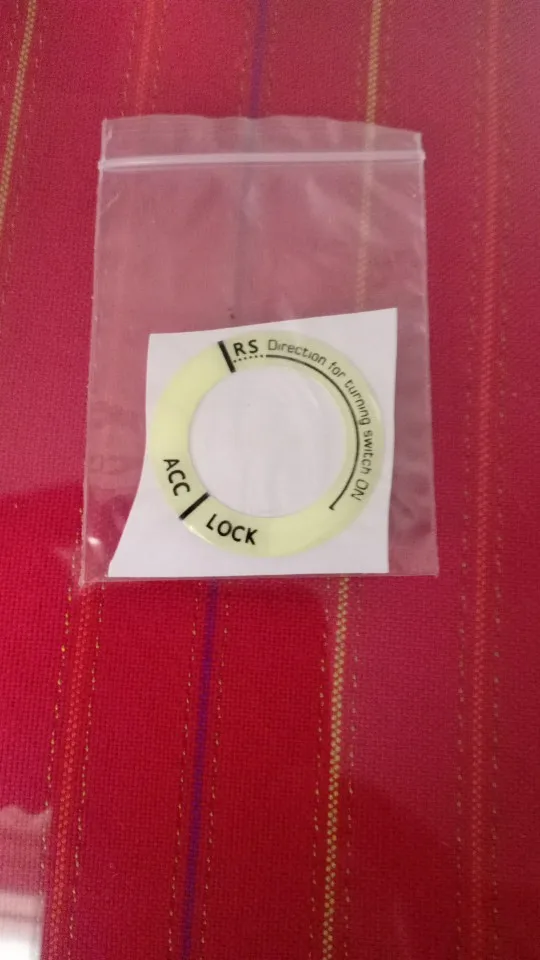 RS Direction for turning switch ON
ACC
LOCK